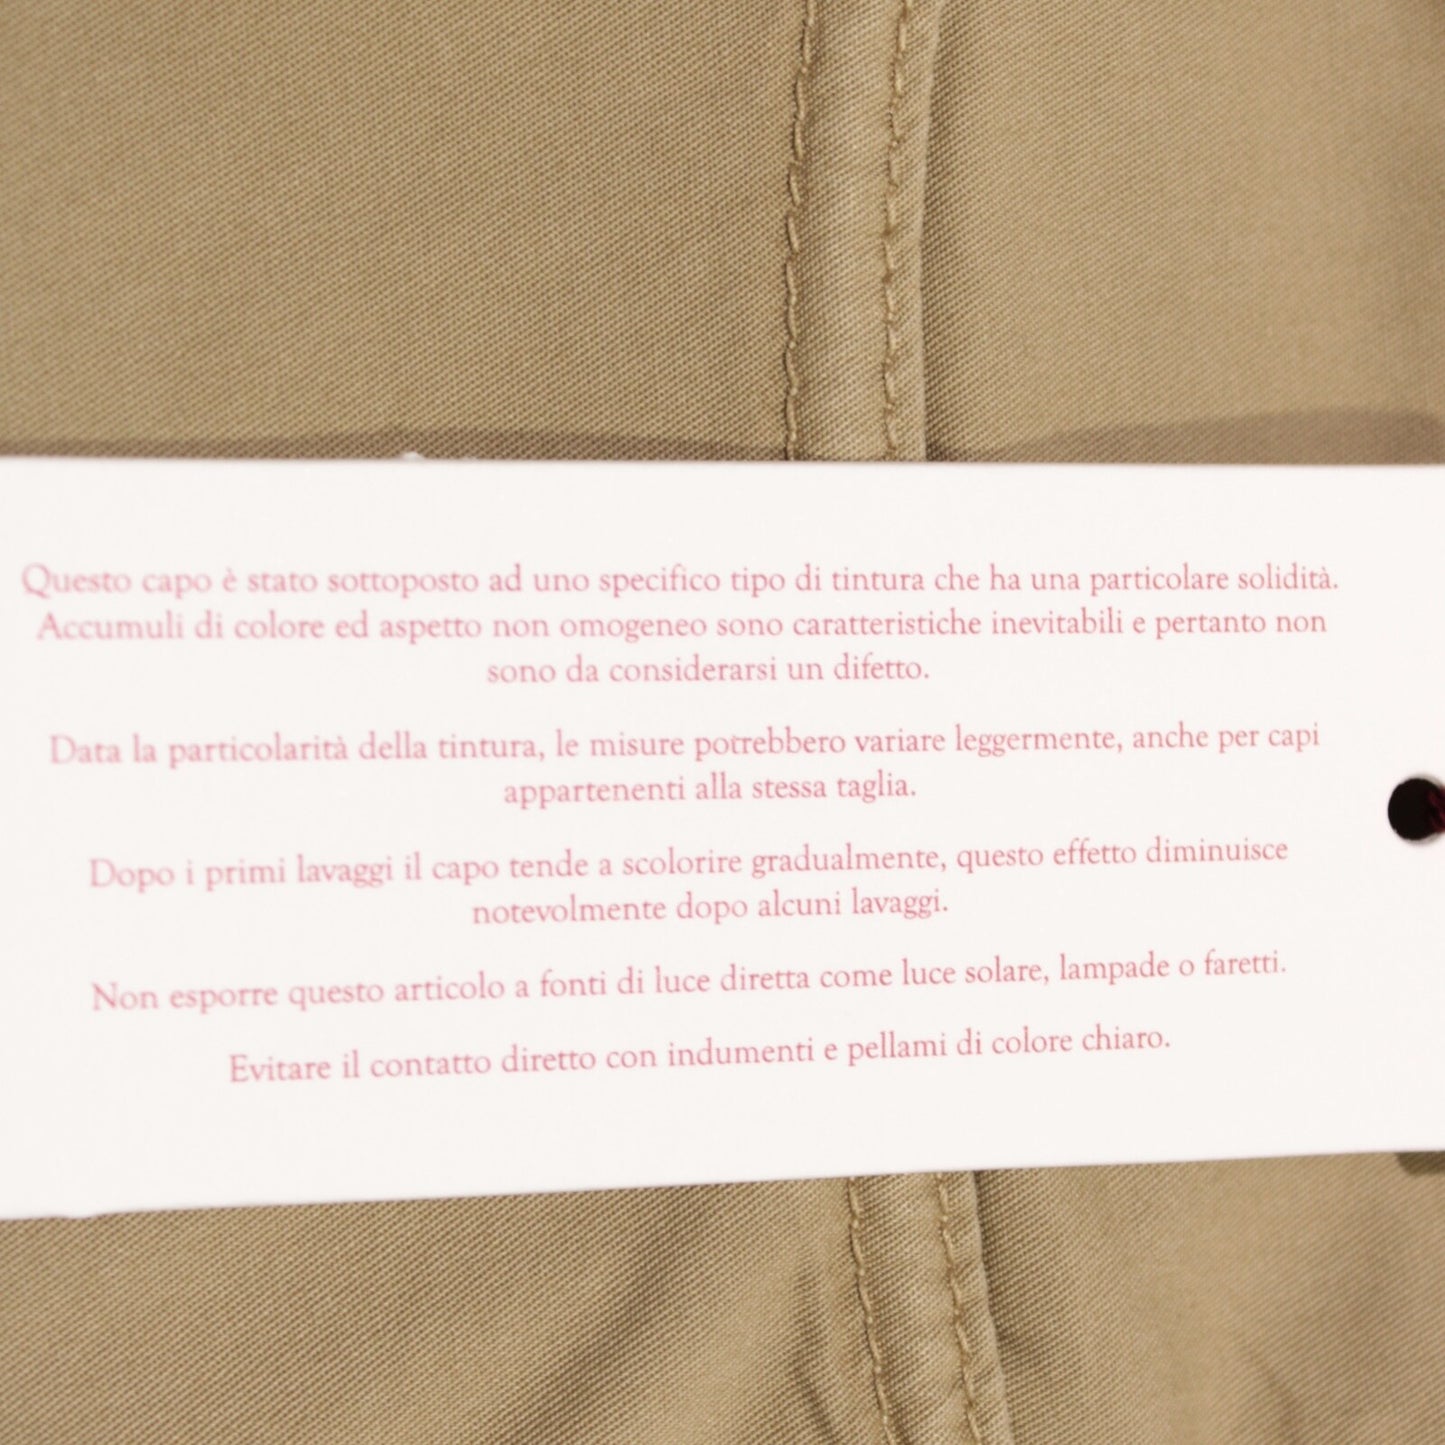 Questo capo è stato sottoposto ad uno specifico tipo di tintura che ha una particolare solidità.
Accumuli di colore ed aspetto non omogeneo sono caratteristiche inevitabili e pertanto non
sono da considerarsi un difetto.
Data la particolarità della tintura, le misure potrebbero variare leggermente, anche per capi
appartenenti alla stessa taglia.
Dopo i primi lavaggi il capo tende a scolorire gradualmente, questo effetto diminuisce
notevolmente dopo alcuni lavaggi.
Non esporre questo articolo a fonti di luce diretta come luce solare, lampade o faretti.
Evitare il contatto diretto con indumenti e pellami di colore chiaro.